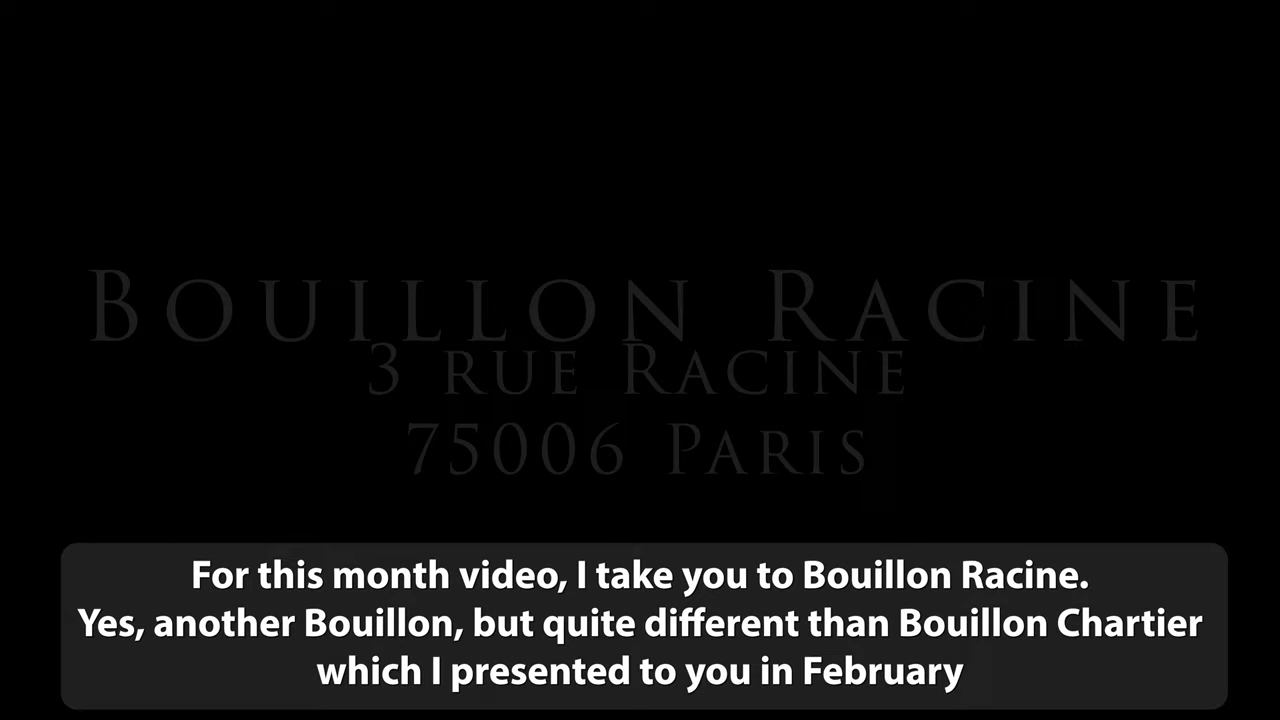 Bouillon Racine
3 rue Racine
75006 Paris
For this month video, I take you to Bouillon Racine.
Yes, another Bouillon, but quite different than Bouillon Chartier
which I presented to you in February